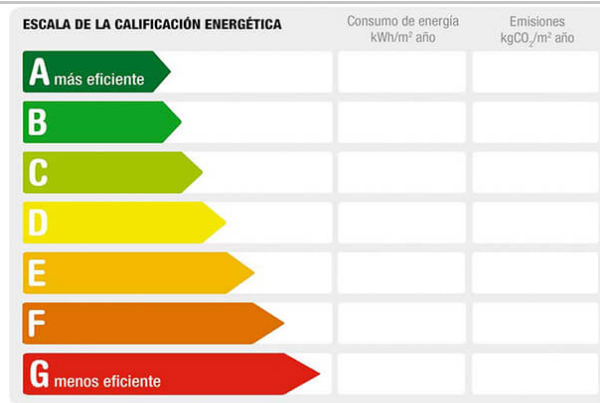 ESCALA DE LA CALIFICACIÓN ENERGÉTICA
Consumo de energía
kWh/m² año
Emisiones
kgCO₂/m² año
A más eficiente
B
C
D
E
F
G menos eficiente